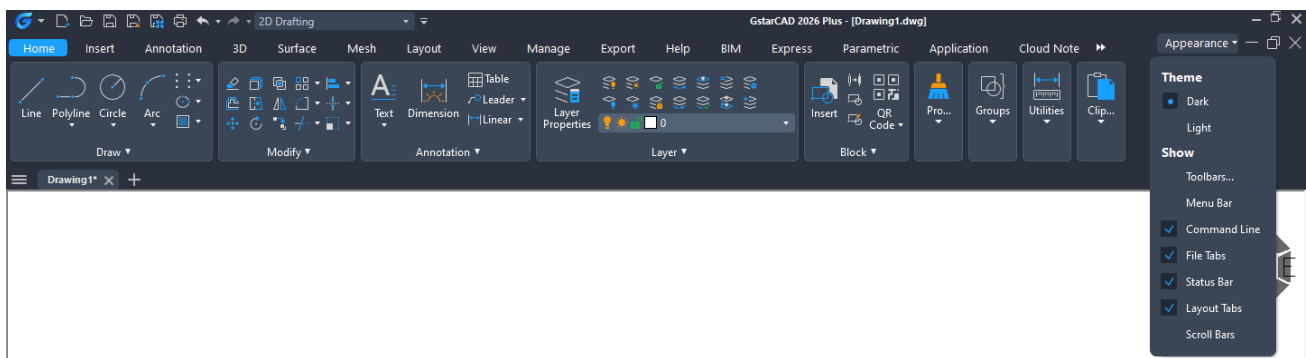 2D Drafting
GstarCAD 2026 Plus - [Drawing1.dwg]
Home Insert Annotation 3D Surface Mesh Layout View Manage Export Help BIM Express Parametric Application Cloud Note Appearance
Line Polyline Circle Arc
Draw
Modify
Text Dimension
Table
Leader
Linear
Annotation
Layer Properties
0
Layer
Insert
QR Code
Block
Pro...
Groups
Utilities
Clip...
Drawing1*
Theme
Dark
Light
Show
Toolbars...
Menu Bar
Command Line
File Tabs
Status Bar
Layout Tabs
Scroll Bars
E